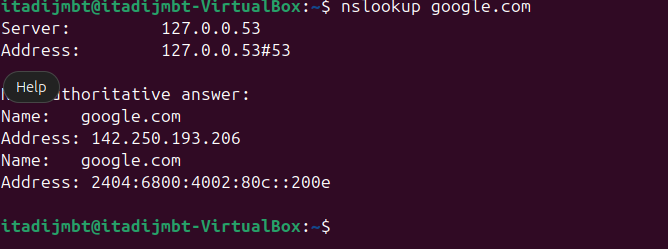 itadijmbt@itadijmbt-VirtualBox:~$ nslookup google.com
Server:         127.0.0.53
Address:        127.0.0.53#53
Help
authoritative answer:
Name:   google.com
Address: 142.250.193.206
Name:   google.com
Address: 2404:6800:4002:80c::200e
itadijmbt@itadijmbt-VirtualBox:~$